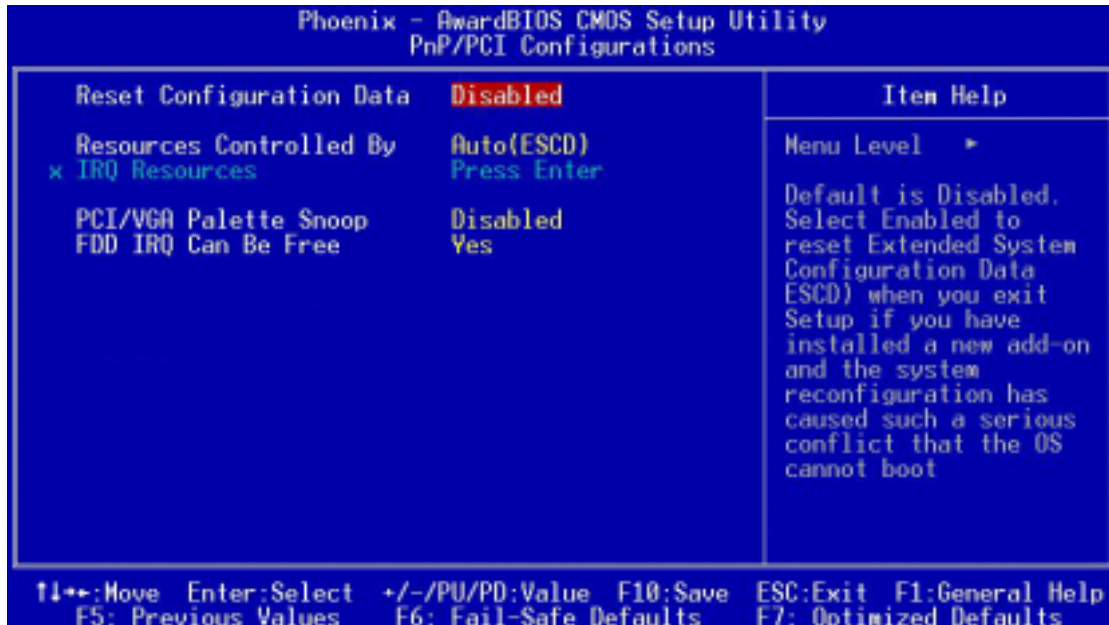 Phoenix - AwardBIOS CMOS Setup Utility
PnP/PCI Configurations
Reset Configuration Data Disabled
Resources Controlled By Auto(ESCD)
x IRQ Resources Press Enter
PCI/VGA Palette Snoop Disabled
FDD IRQ Can Be Free Yes
Item Help
Menu Level ►
Default is Disabled.
Select Enabled to
reset Extended System
Configuration Data
ESCD) when you exit
Setup if you have
installed a new add-on
and the system
reconfiguration has
caused such a serious
conflict that the OS
cannot boot
↑↓→←:Move Enter:Select +/-/PU/PD:Value F10:Save ESC:Exit F1:General Help
F5: Previous Values F6: Fail-Safe Defaults F7: Optimized Defaults